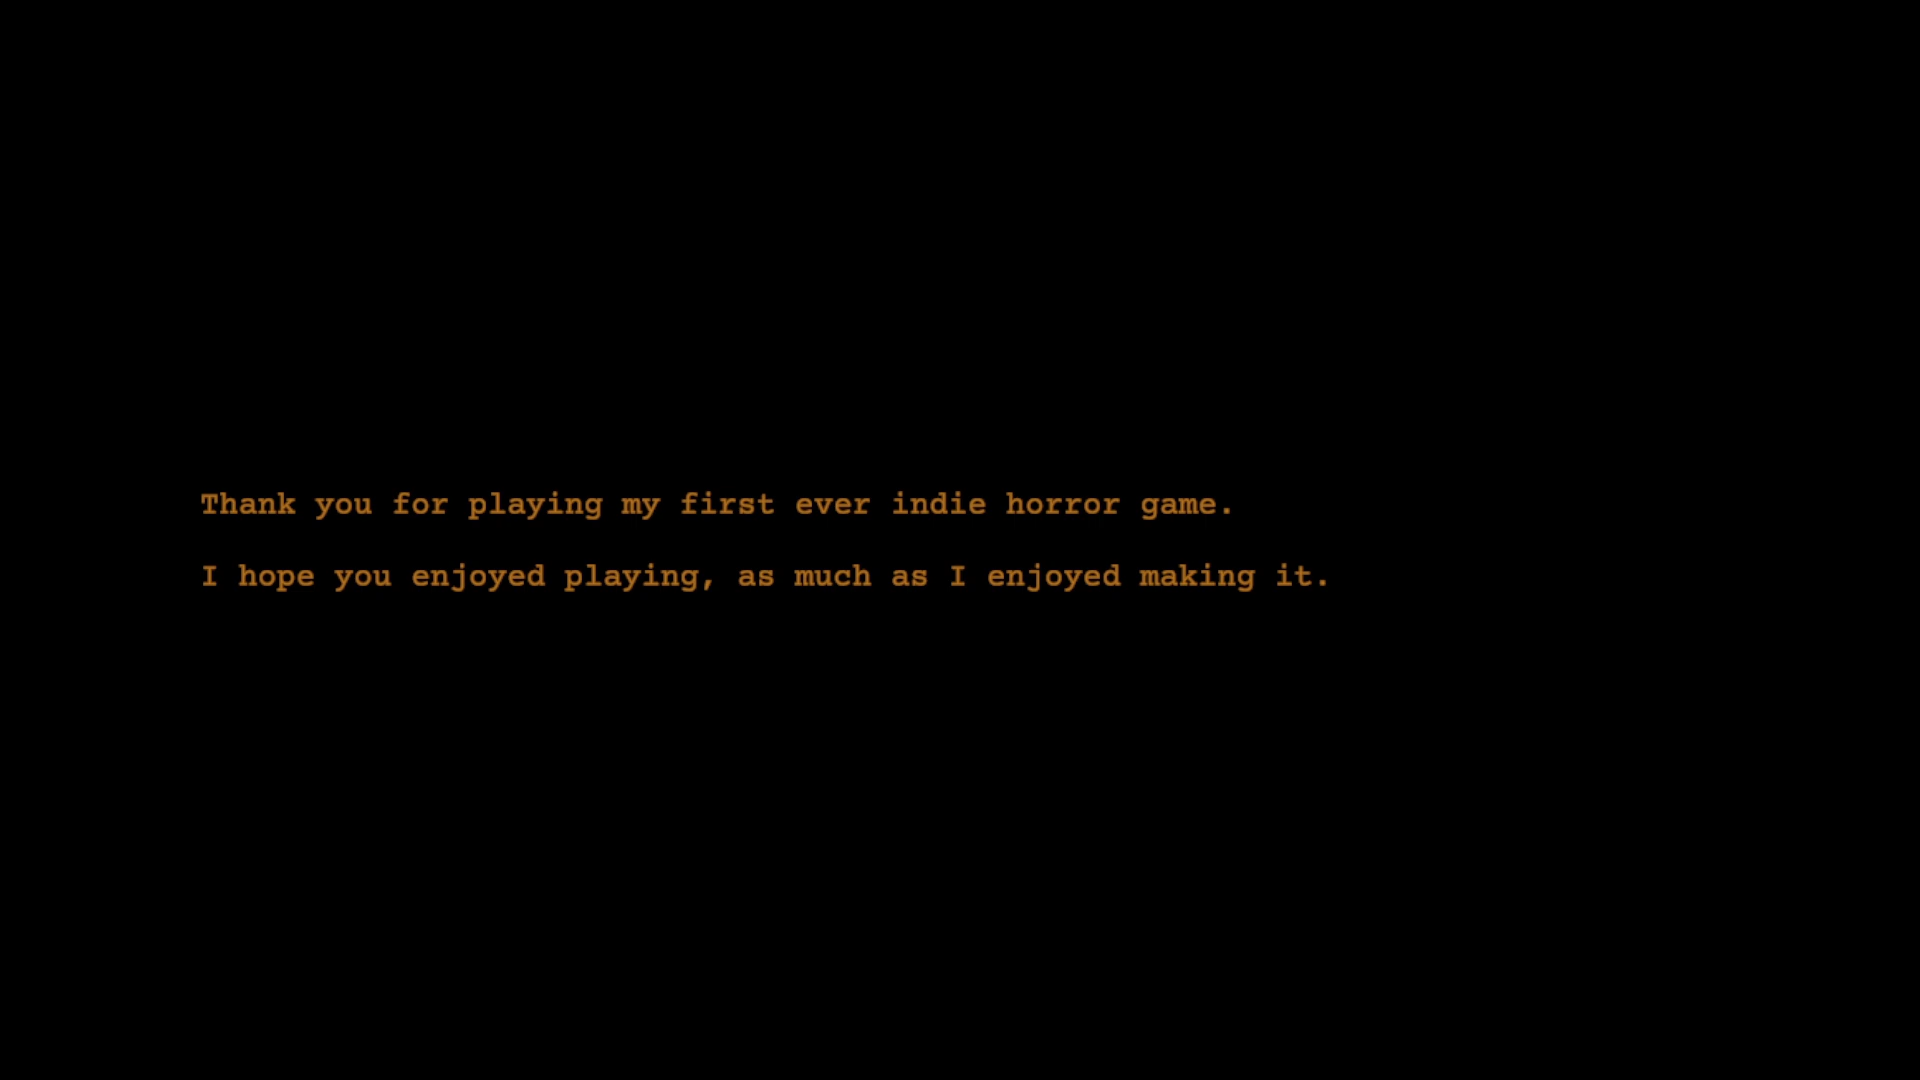 Thank you for playing my first ever indie horror game.
I hope you enjoyed playing, as much as I enjoyed making it.